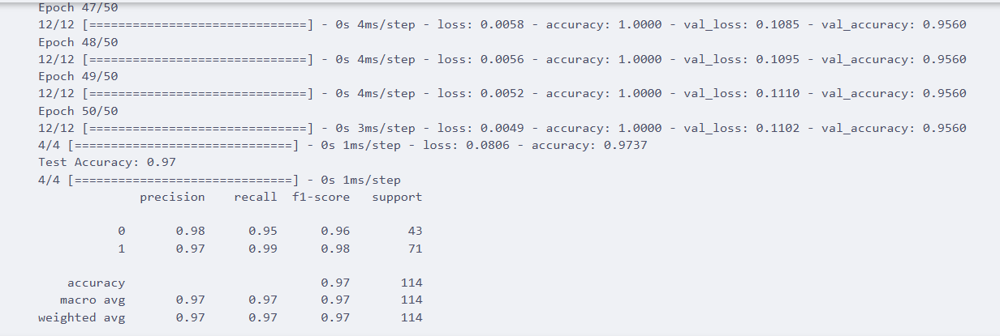 Epoch 47/50
12/12 [==============================] - 0s 4ms/step - loss: 0.0058 - accuracy: 1.0000 - val_loss: 0.1085 - val_accuracy: 0.9560
Epoch 48/50
12/12 [==============================] - 0s 4ms/step - loss: 0.0056 - accuracy: 1.0000 - val_loss: 0.1095 - val_accuracy: 0.9560
Epoch 49/50
12/12 [==============================] - 0s 4ms/step - loss: 0.0052 - accuracy: 1.0000 - val_loss: 0.1110 - val_accuracy: 0.9560
Epoch 50/50
12/12 [==============================] - 0s 3ms/step - loss: 0.0049 - accuracy: 1.0000 - val_loss: 0.1102 - val_accuracy: 0.9560
4/4 [==============================] - 0s 1ms/step - loss: 0.0806 - accuracy: 0.9737
Test Accuracy: 0.97
4/4 [==============================] - 0s 1ms/step
precision recall f1-score support
0 0.98 0.95 0.96 43
1 0.97 0.99 0.98 71
accuracy 0.97 114
macro avg 0.97 0.97 0.97 114
weighted avg 0.97 0.97 0.97 114